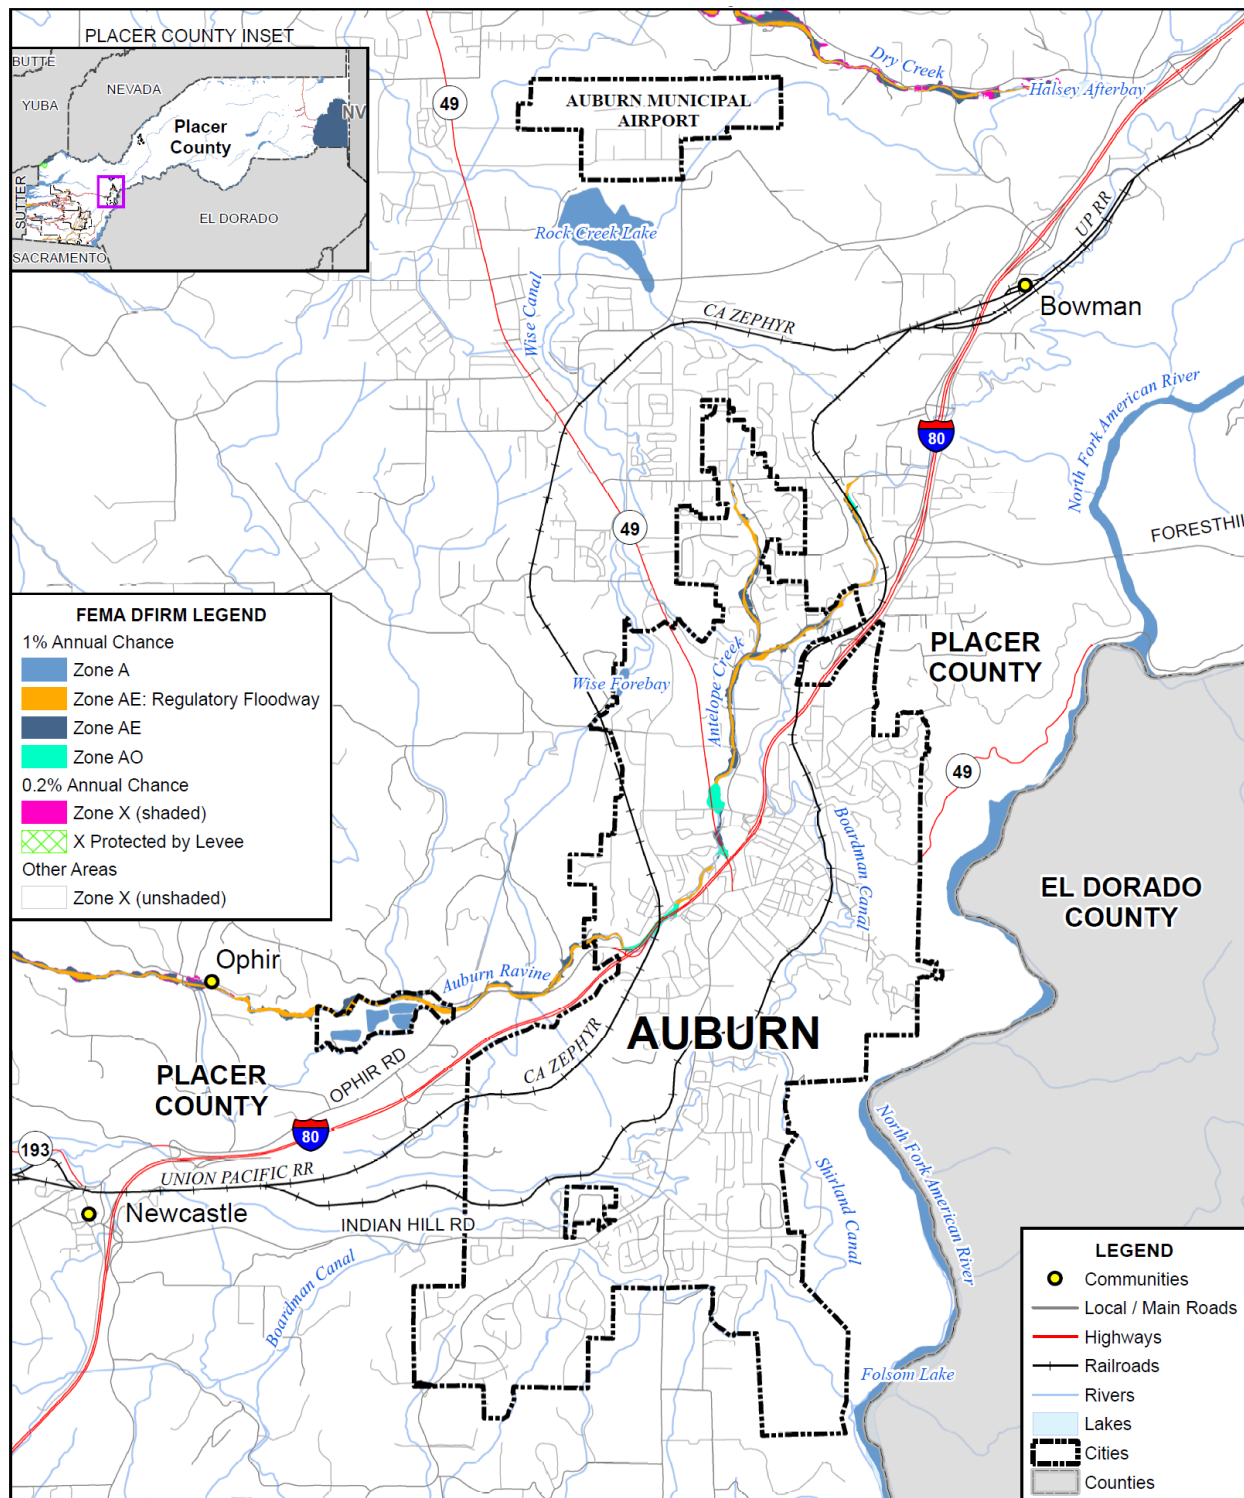 PLACER COUNTY INSET
BUTTE
YUBA
NEVADA
NV
Placer
County
SUTTER
EL DORADO
SACRAMENTO
49
AUBURN MUNICIPAL
AIRPORT
Dry Creek
Halsey Afterbay
Rock Creek Lake
UP RR
Bowman
Wise Canal
CA ZEPHYR
North Fork American River
80
49
FORESTHIL
FEMA DFIRM LEGEND
1% Annual Chance
Zone A
Zone AE: Regulatory Floodway
Zone AE
Zone AO
0.2% Annual Chance
Zone X (shaded)
X Protected by Levee
Other Areas
Zone X (unshaded)
PLACER
COUNTY
Antelope Creek
Wise Forebay
49
Boardman Canal
EL DORADO
COUNTY
Ophir
Auburn Ravine
AUBURN
CA ZEPHYR
OPHIR RD
PLACER
COUNTY
80
193
UNION PACIFIC RR
Newcastle
INDIAN HILL RD
Boardman Canal
Shirland Canal
North Fork American River
Folsom Lake
LEGEND
Communities
Local / Main Roads
Highways
Railroads
Rivers
Lakes
Cities
Counties